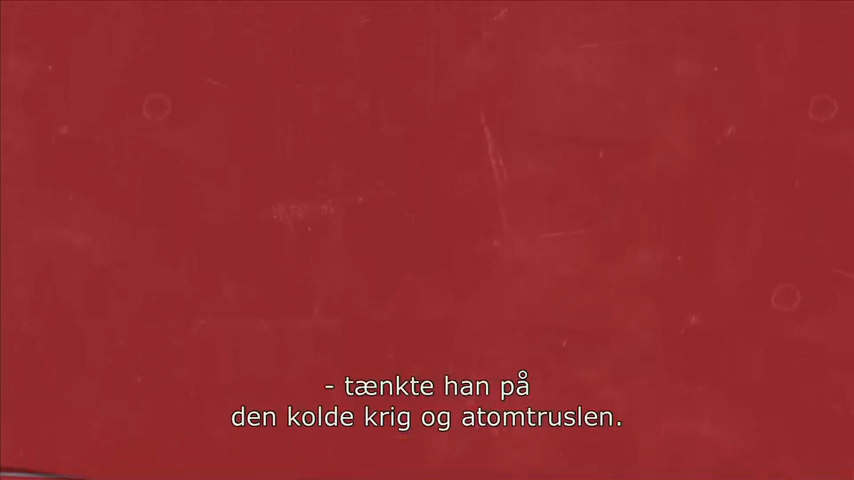 - tænkte han på
den kolde krig og atomtruslen.